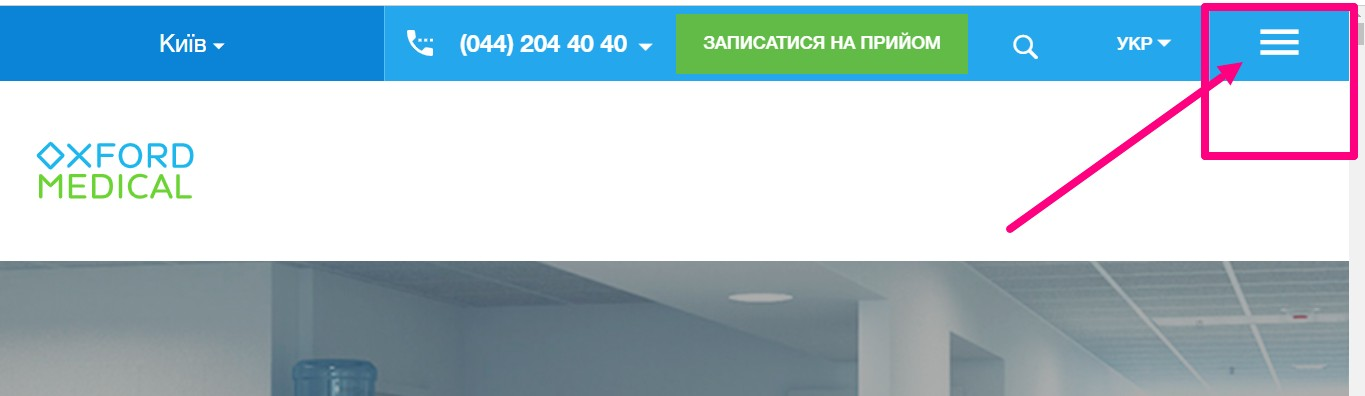 Київ
(044) 204 40 40
ЗАПИСАТИСЯ НА ПРИЙОМ
УКР
OXFORD
MEDICAL